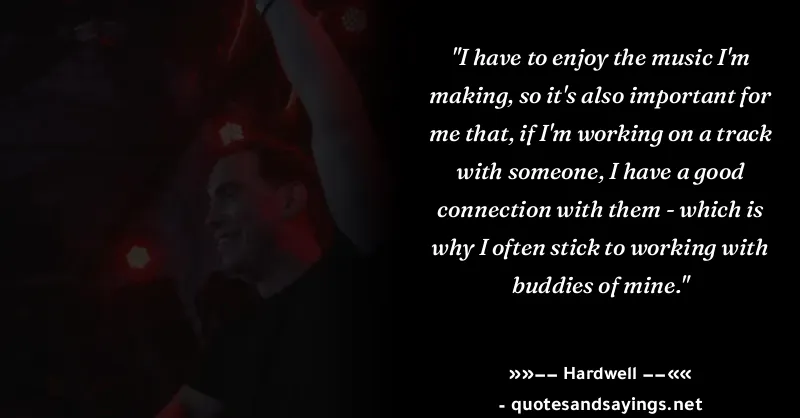 "I have to enjoy the music I'm
making, so it's also important for
me that, if I'm working on a track
with someone, I have a good
connection with them - which is
why I often stick to working with
buddies of mine."
»»−− Hardwell −−««
- quotesandsayings.net